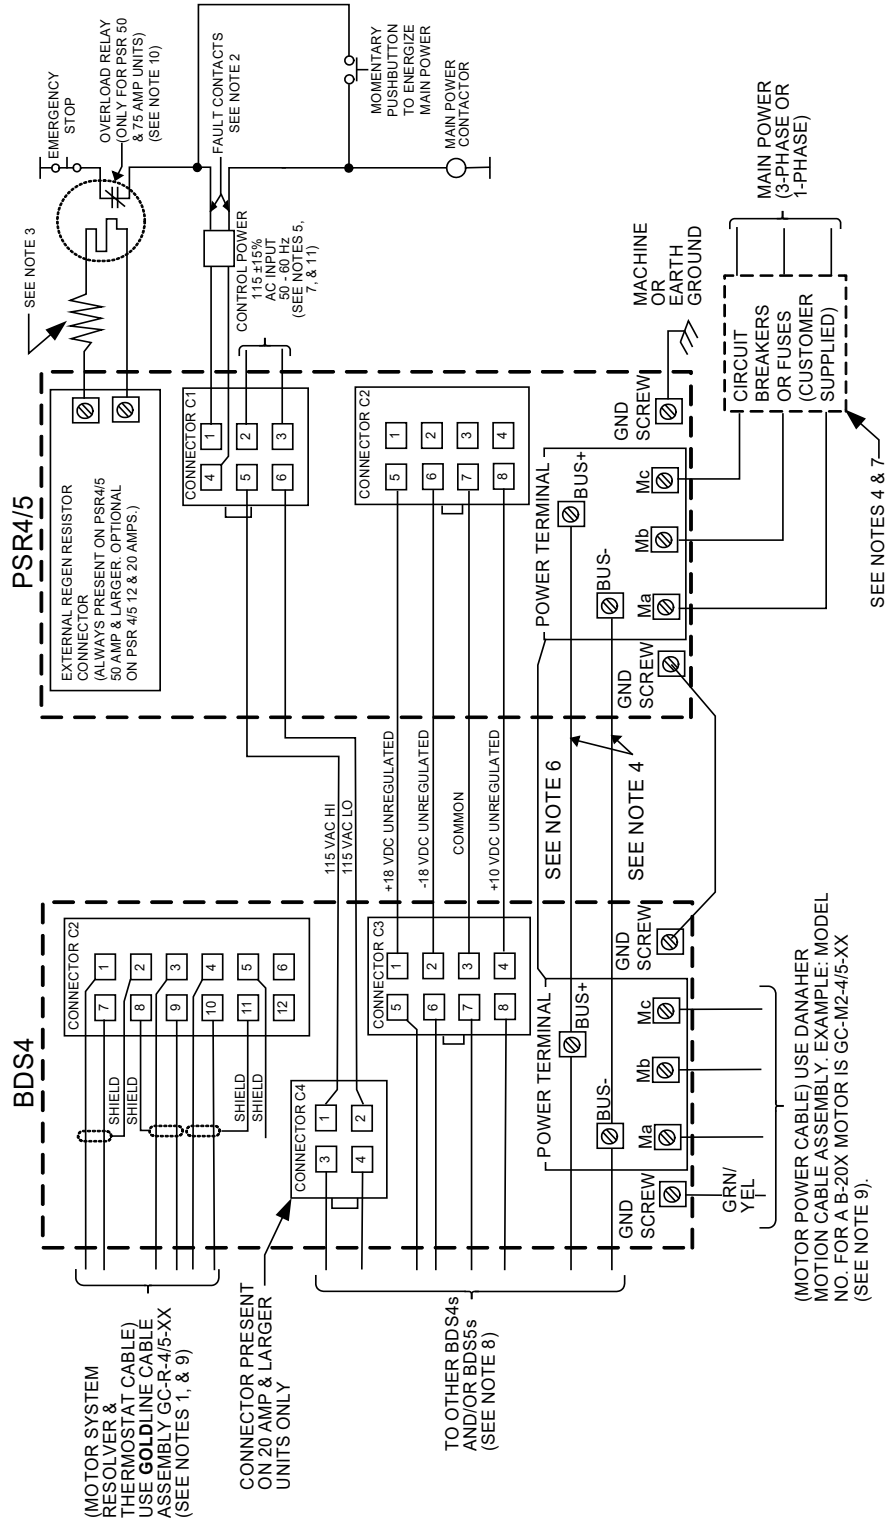 BDS4
PSR4/5
CONNECTOR C2
7
1
8
2
9
3
10
4
11
5
12
6
SHIELD
SHIELD
SHIELD
SHIELD
(MOTOR SYSTEM
RESOLVER &
THERMOSTAT CABLE)
USE GOLDLINE CABLE
ASSEMBLY GC-R-4/5-XX
(SEE NOTES 1, & 9)
CONNECTOR PRESENT
ON 20 AMP & LARGER
UNITS ONLY
CONNECTOR C4
3
1
4
2
115 VAC HI
115 VAC LO
CONNECTOR C3
5
1
6
2
7
3
8
4
+18 VDC UNREGULATED
-18 VDC UNREGULATED
COMMON
+10 VDC UNREGULATED
TO OTHER BDS4s
AND/OR BDS5s
(SEE NOTE 8)
POWER TERMINAL
BUS+
BUS-
Ma
Mb
Mc
GND
SCREW
GND
SCREW
GRN/
YEL
(MOTOR POWER CABLE) USE DANAHER
MOTION CABLE ASSEMBLY. EXAMPLE: MODEL
NO. FOR A B-20X MOTOR IS GC-M2-4/5-XX
(SEE NOTE 9).
SEE NOTE 6
SEE NOTE 4
EXTERNAL REGEN RESISTOR
CONNECTOR
(ALWAYS PRESENT ON PSR4/5
50 AMP & LARGER. OPTIONAL
ON PSR 4/5 12 & 20 AMPS.)
CONNECTOR C1
4
1
5
2
6
3
CONNECTOR C2
5
1
6
2
7
3
8
4
POWER TERMINAL
BUS+
BUS-
Ma
Mb
Mc
GND
SCREW
GND
SCREW
SEE NOTE 3
EMERGENCY
STOP
OVERLOAD RELAY
(ONLY FOR PSR 50
& 75 AMP UNITS)
(SEE NOTE 10)
FAULT CONTACTS
SEE NOTE 2
CONTROL POWER
115 ±15%
AC INPUT
50 - 60 Hz
(SEE NOTES 5,
7, & 11)
MOMENTARY
PUSHBUTTON
TO ENERGIZE
MAIN POWER
MAIN POWER
CONTACTOR
MACHINE
OR
EARTH
GROUND
CIRCUIT
BREAKERS
OR FUSES
(CUSTOMER
SUPPLIED)
MAIN POWER
(3-PHASE OR
1-PHASE)
SEE NOTES 4 & 7